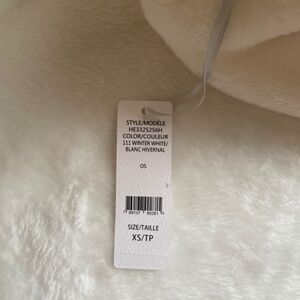 STYLE/MODÈLE
HE3325256H
COLOR/COULEUR
111 WINTER WHITE/
BLANC HIVERNAL
OS
SIZE/TAILLE
XS/TP